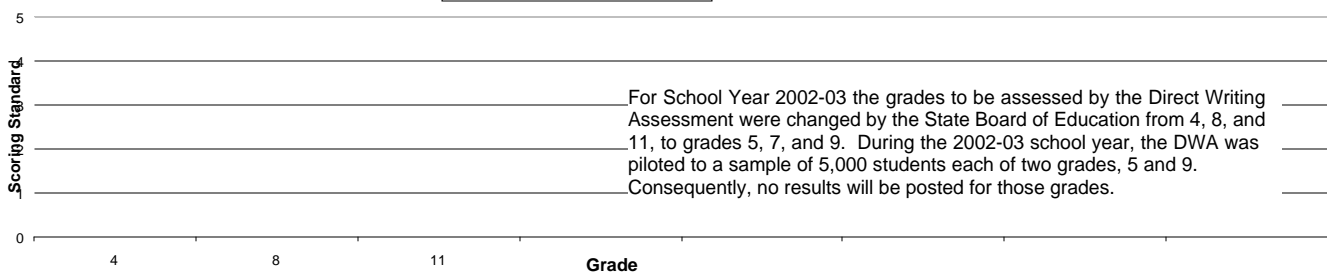 5
4
3
2
1
0
Scoring Standard
For School Year 2002-03 the grades to be assessed by the Direct Writing
Assessment were changed by the State Board of Education from 4, 8, and
11, to grades 5, 7, and 9.  During the 2002-03 school year, the DWA was
piloted to a sample of 5,000 students each of two grades, 5 and 9.
Consequently, no results will be posted for those grades.
4 8 11
Grade